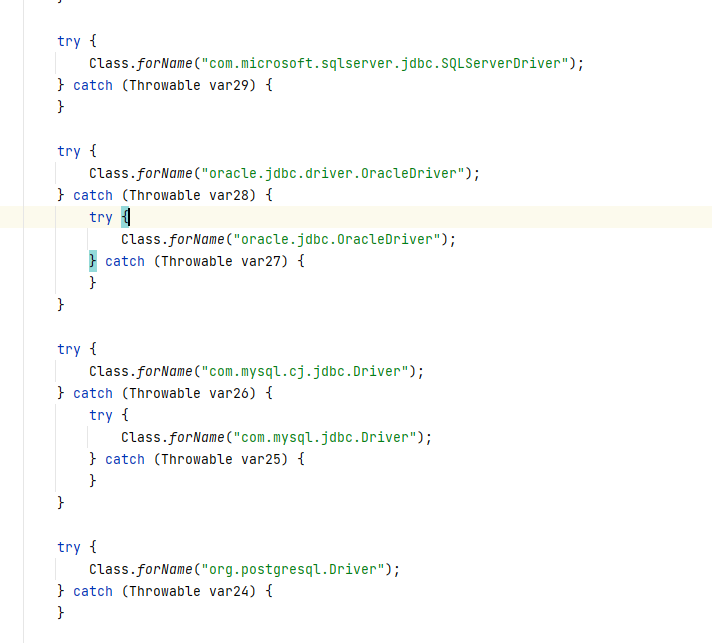 try {
Class.forName("com.microsoft.sqlserver.jdbc.SQLServerDriver");
} catch (Throwable var29) {
}
try {
Class.forName("oracle.jdbc.driver.OracleDriver");
} catch (Throwable var28) {
try {
Class.forName("oracle.jdbc.OracleDriver");
} catch (Throwable var27) {
}
}
try {
Class.forName("com.mysql.cj.jdbc.Driver");
} catch (Throwable var26) {
try {
Class.forName("com.mysql.jdbc.Driver");
} catch (Throwable var25) {
}
}
try {
Class.forName("org.postgresql.Driver");
} catch (Throwable var24) {
}